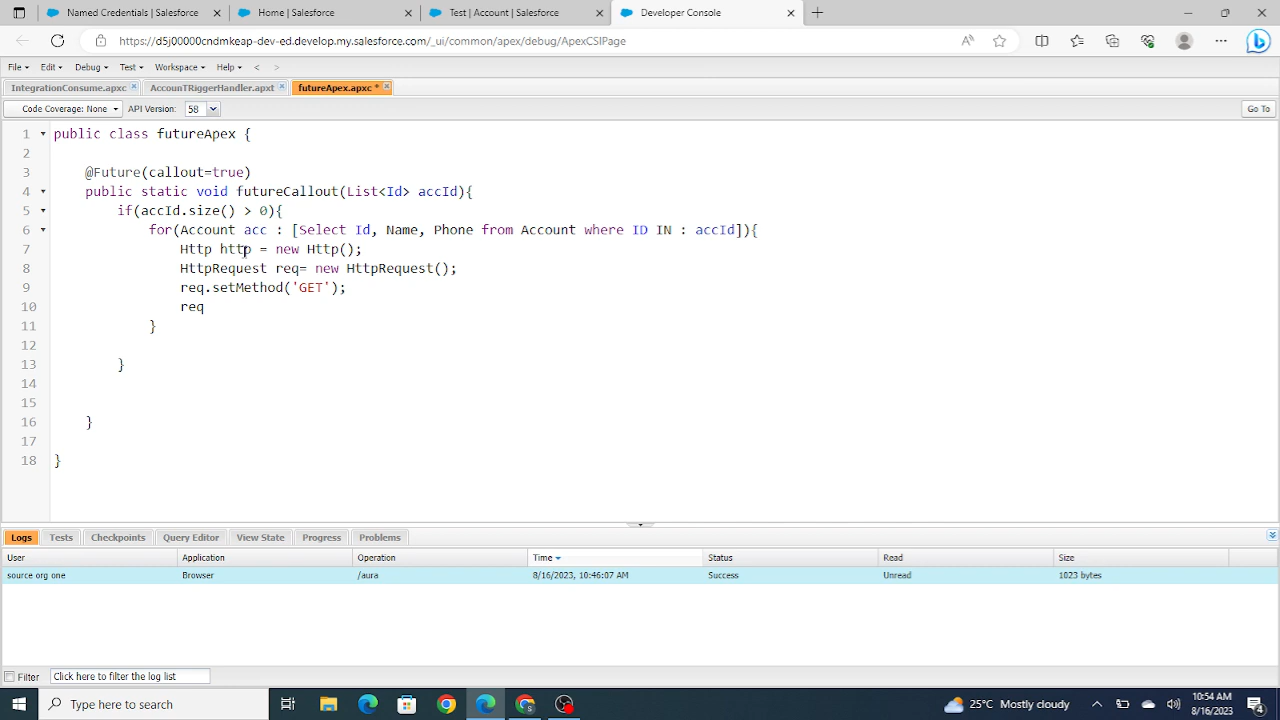 Named Credentials | Salesforce
Home | Salesforce
Test | Account | Salesforce
Developer Console
https://d5j00000cndmkeap-dev-ed.develop.my.salesforce.com/_ui/common/apex/debug/ApexCSIPage
File
Edit
Debug
Test
Workspace
Help
<
>
IntegrationConsume.apxc
AccounTRiggerHandler.apxt
futureApex.apxc *
Code Coverage: None
API Version:
58
Go To
1 public class futureApex {
2
3 @Future(callout=true)
4 public static void futureCallout(List<Id> accId){
5 if(accId.size() > 0){
6 for(Account acc : [Select Id, Name, Phone from Account where ID IN : accId]){
7 Http http = new Http();
8 HttpRequest req= new HttpRequest();
9 req.setMethod('GET');
10 req
11 }
12
13 }
14
15
16 }
17
18 }
Logs
Tests
Checkpoints
Query Editor
View State
Progress
Problems
User
Application
Operation
Time
Status
Read
Size
source org one
Browser
/aura
8/16/2023, 10:46:07 AM
Success
Unread
1023 bytes
Filter
Click here to filter the log list
Type here to search
25°C Mostly cloudy
10:54 AM
8/16/2023
4